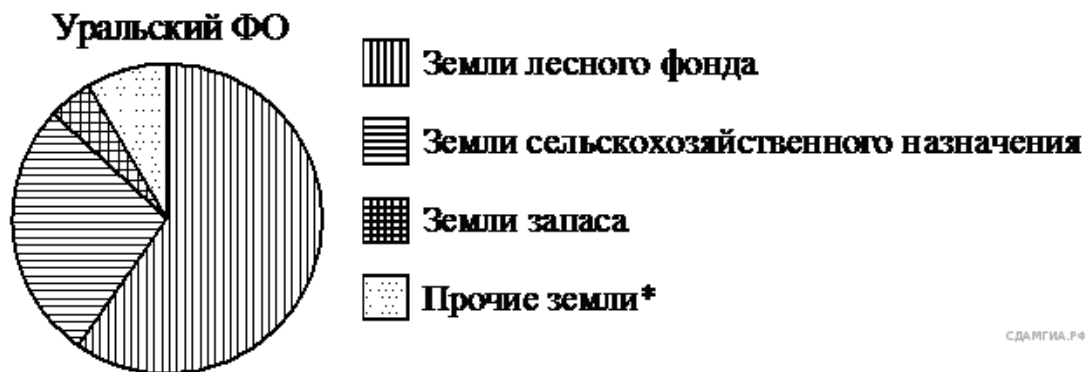 Уральский ФО
Земли лесного фонда
Земли сельскохозяйственного назначения
Земли запаса
Прочие земли*
СДАМГИА.РФ